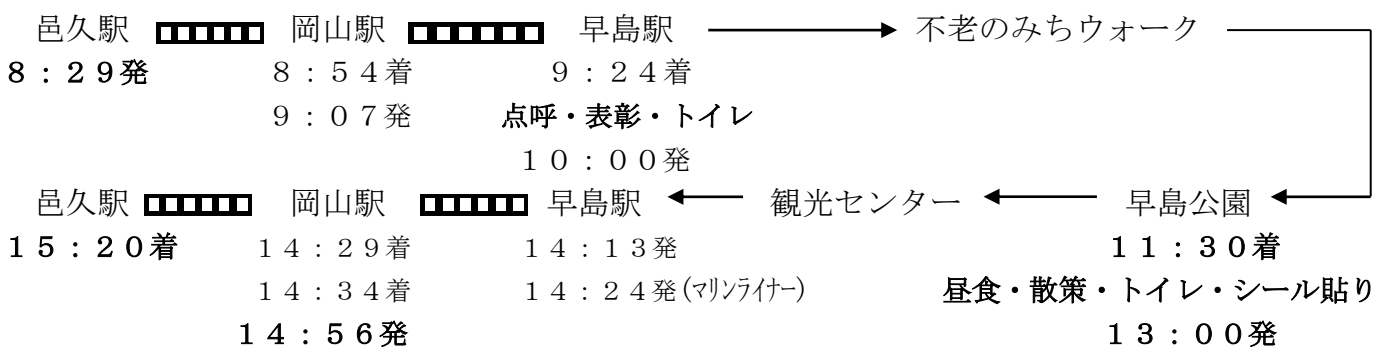 邑久駅 岡山駅 早島駅 不老のみちウォーク
8：29発 8：54着 9：24着
9：07発 点呼・表彰・トイレ
10：00発
邑久駅 岡山駅 早島駅 観光センター 早島公園
15：20着 14：29着 14：13発 11：30着
14：34着 14：24発(マリンライナー) 昼食・散策・トイレ・シール貼り
14：56発 13：00発